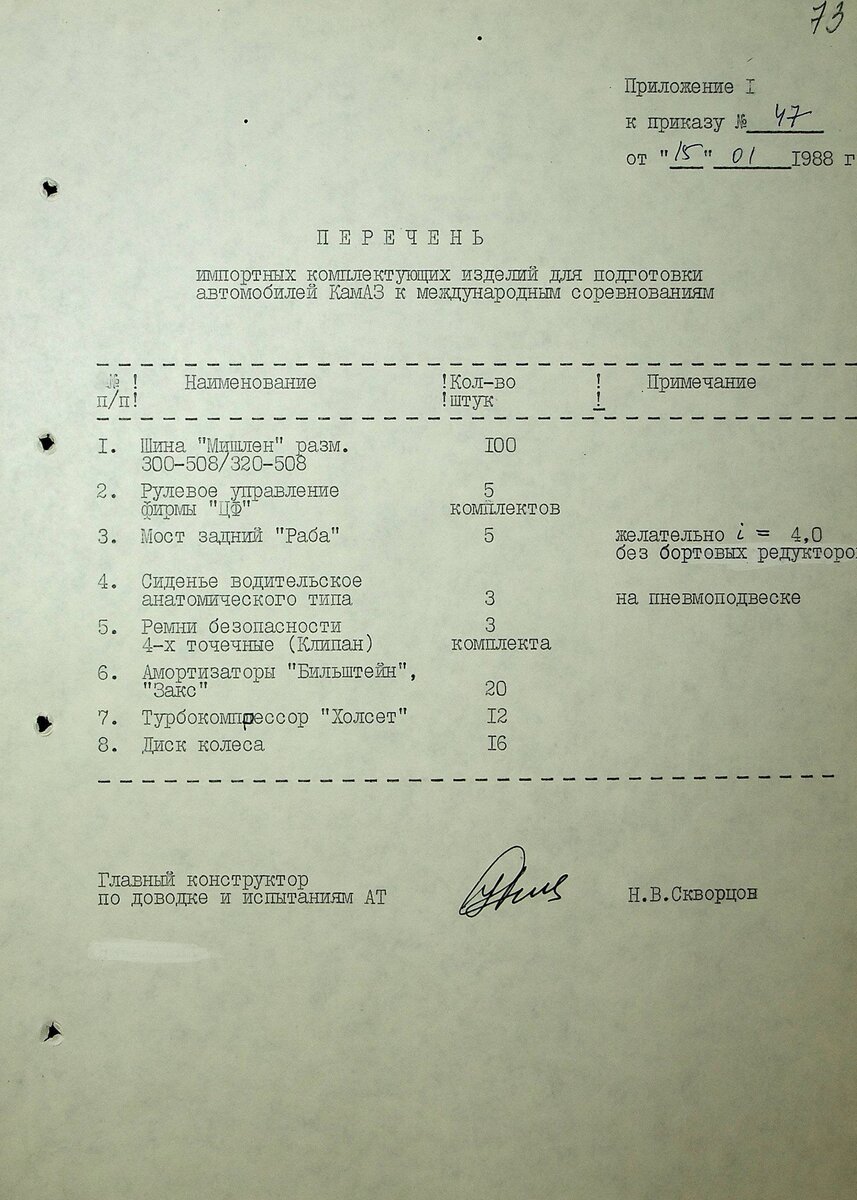 73
Приложение I
к приказу № 47
от "15" 01 1988 г
ПЕРЕЧЕНЬ
импортных комплектующих изделий для подготовки
автомобилей КамАЗ к международным соревнованиям
№ ! Наименование !Кол-во ! Примечание
п/п! !штук !
I. Шина "Мишлен" разм. I00
300-508/320-508
2. Рулевое управление 5
фирмы "ЦФ" комплектов
3. Мост задний "Раба" 5 желательно i = 4,0
без бортовых редукторо
4. Сиденье водительское
анатомического типа 3 на пневмоподвеске
5. Ремни безопасности 3
4-х точечные (Клипан) комплекта
6. Амортизаторы "Бильштейн",
"Закс" 20
7. Турбокомпрессор "Холсет" I2
8. Диск колеса I6
Главный конструктор
по доводке и испытаниям АТ Н.В.Скворцов